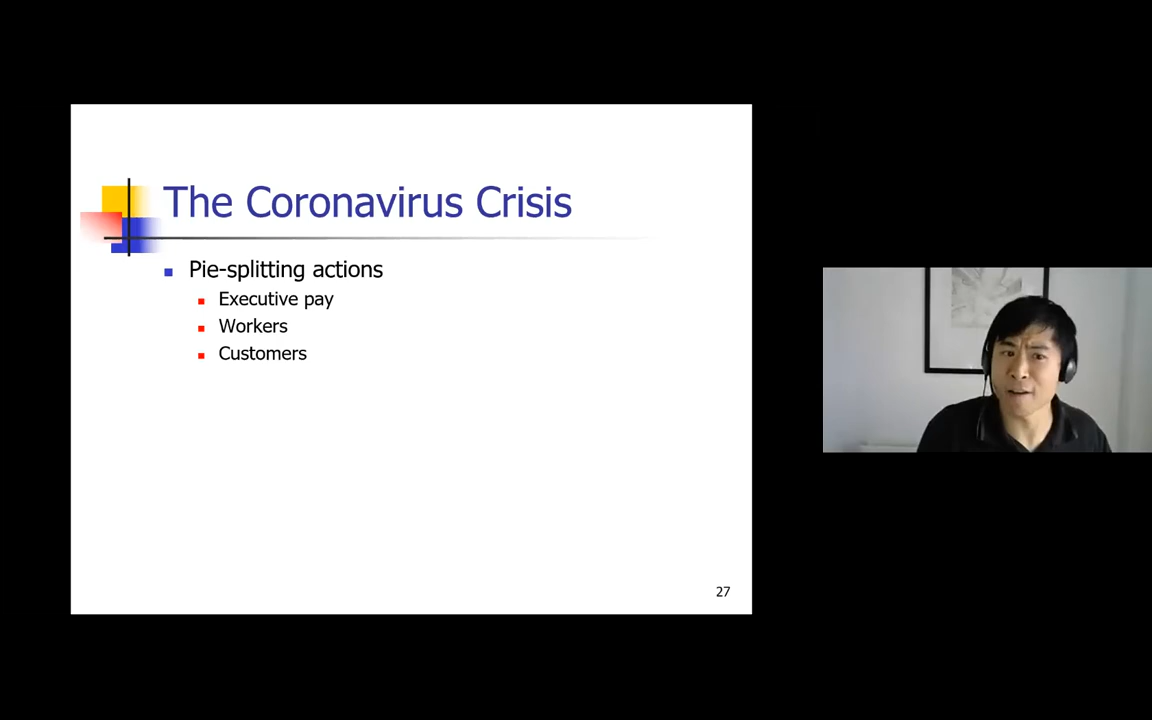 The Coronavirus Crisis
Pie-splitting actions
Executive pay
Workers
Customers
27